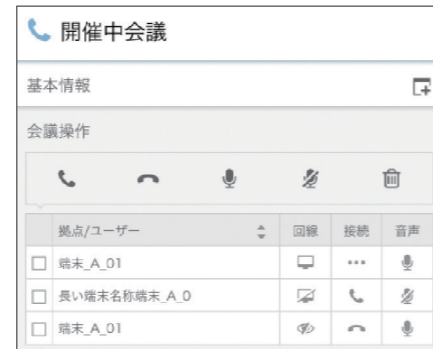 開催中会議
基本情報
会議操作
拠点/ユーザー 回線 接続 音声
端末_A_01
長い端末名称端末_A_0
端末_A_01